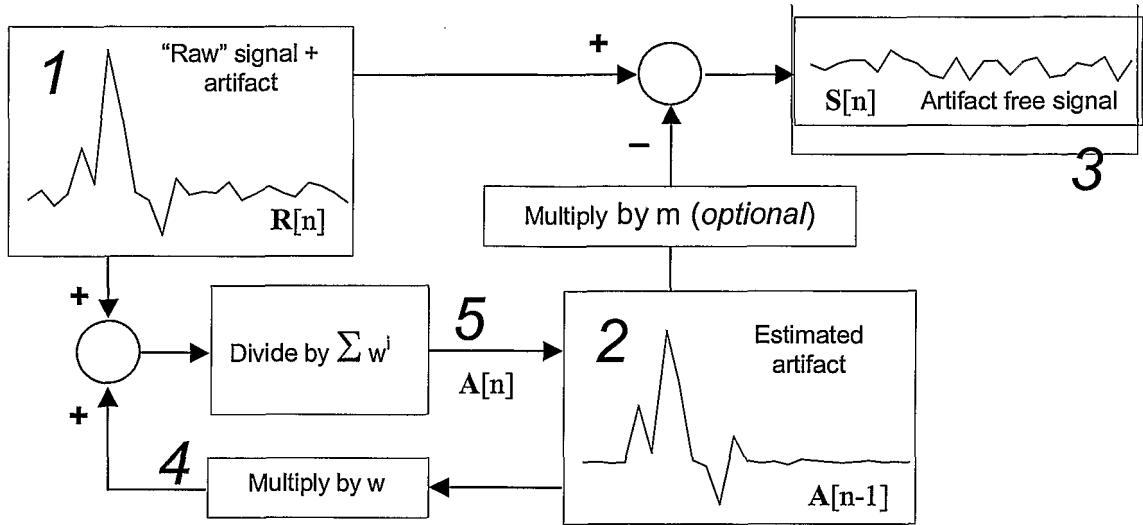 1
“Raw” signal +
artifact
R[n]
+
–
S[n] Artifact free signal
3
Multiply by m (optional)
+
+
Divide by ∑ wⁱ
5
A[n]
2
Estimated
artifact
A[n-1]
4
Multiply by w